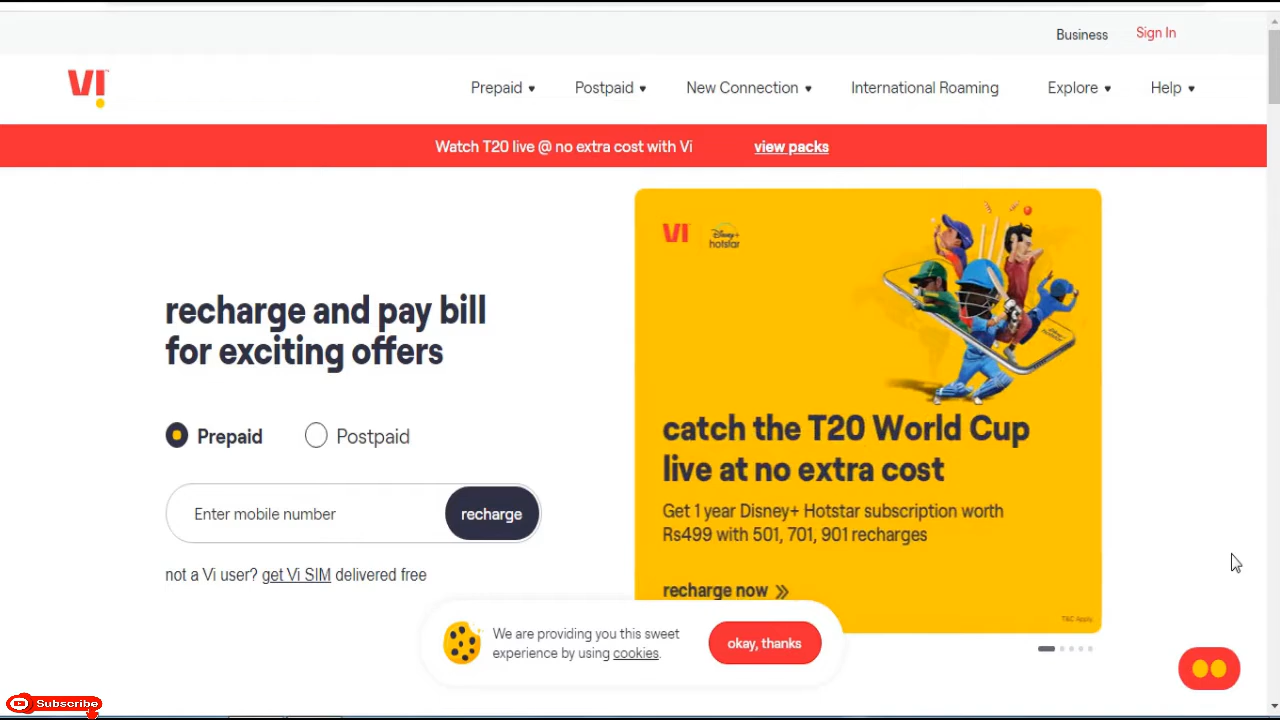 Business
Sign In
VI
Prepaid
Postpaid
New Connection
International Roaming
Explore
Help
Watch T20 live @ no extra cost with Vi
view packs
VI
Disney+
hotstar
recharge and pay bill
for exciting offers
Prepaid
Postpaid
Enter mobile number
recharge
not a Vi user? get Vi SIM delivered free
catch the T20 World Cup
live at no extra cost
Get 1 year Disney+ Hotstar subscription worth
Rs499 with 501, 701, 901 recharges
recharge now
T&C Apply.
We are providing you this sweet
experience by using cookies.
okay, thanks
Subscribe